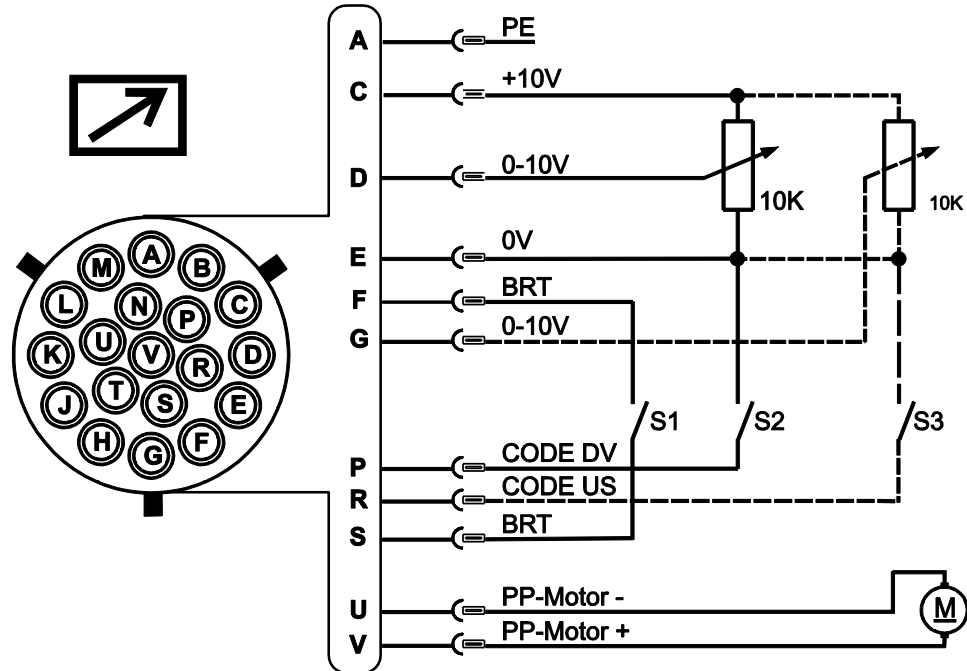 A PE
C +10V
D 0-10V
10K
10K
E 0V
F BRT
G 0-10V
S1
S2
S3
P CODE DV
R CODE US
S BRT
U PP-Motor -
V PP-Motor +
M
A
M B
L N C
P
K U V D
R
T
J S E
H F
G